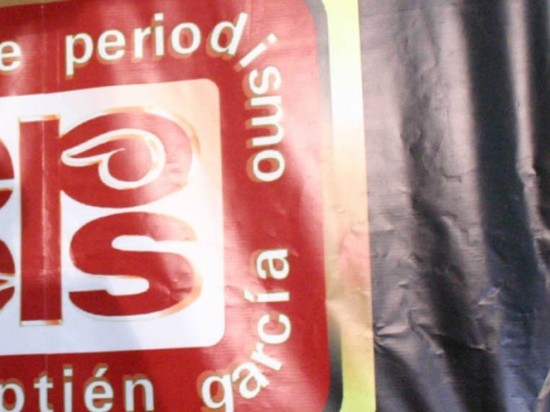 e periodismo
ptién garcía